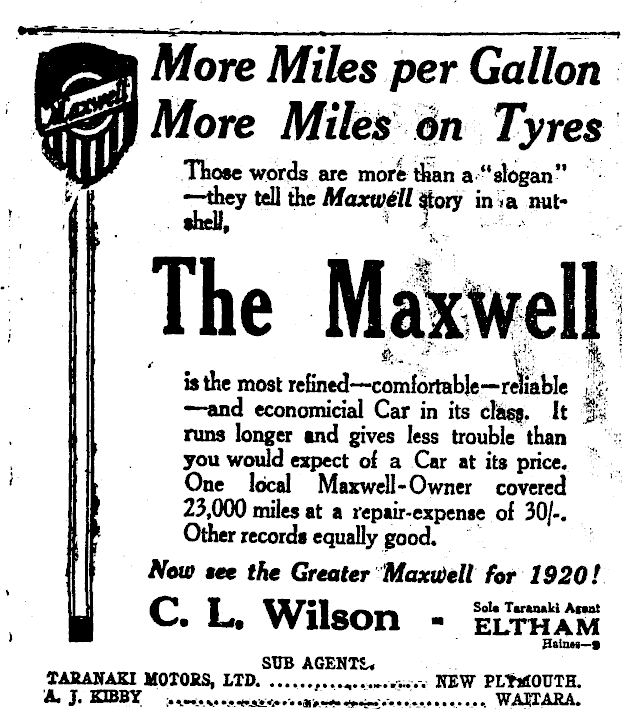 Maxwell
More Miles per Gallon
More Miles on Tyres
Those words are more than a "slogan"
—they tell the Maxwell story in a nut-
shell,
The Maxwell
is the most refined—comfortable—reliable
—and economicial Car in its class. It
runs longer and gives less trouble than
you would expect of a Car at its price.
One local Maxwell-Owner covered
23,000 miles at a repair-expense of 30/-.
Other records equally good.
Now see the Greater Maxwell for 1920!
C. L. Wilson - Sole Taranaki Agent
ELTHAM
Haines—9
SUB AGENTS.
TARANAKI MOTORS, LTD. ........................ NEW PLYMOUTH.
A. J. KIBBY ................................................ WAITARA.